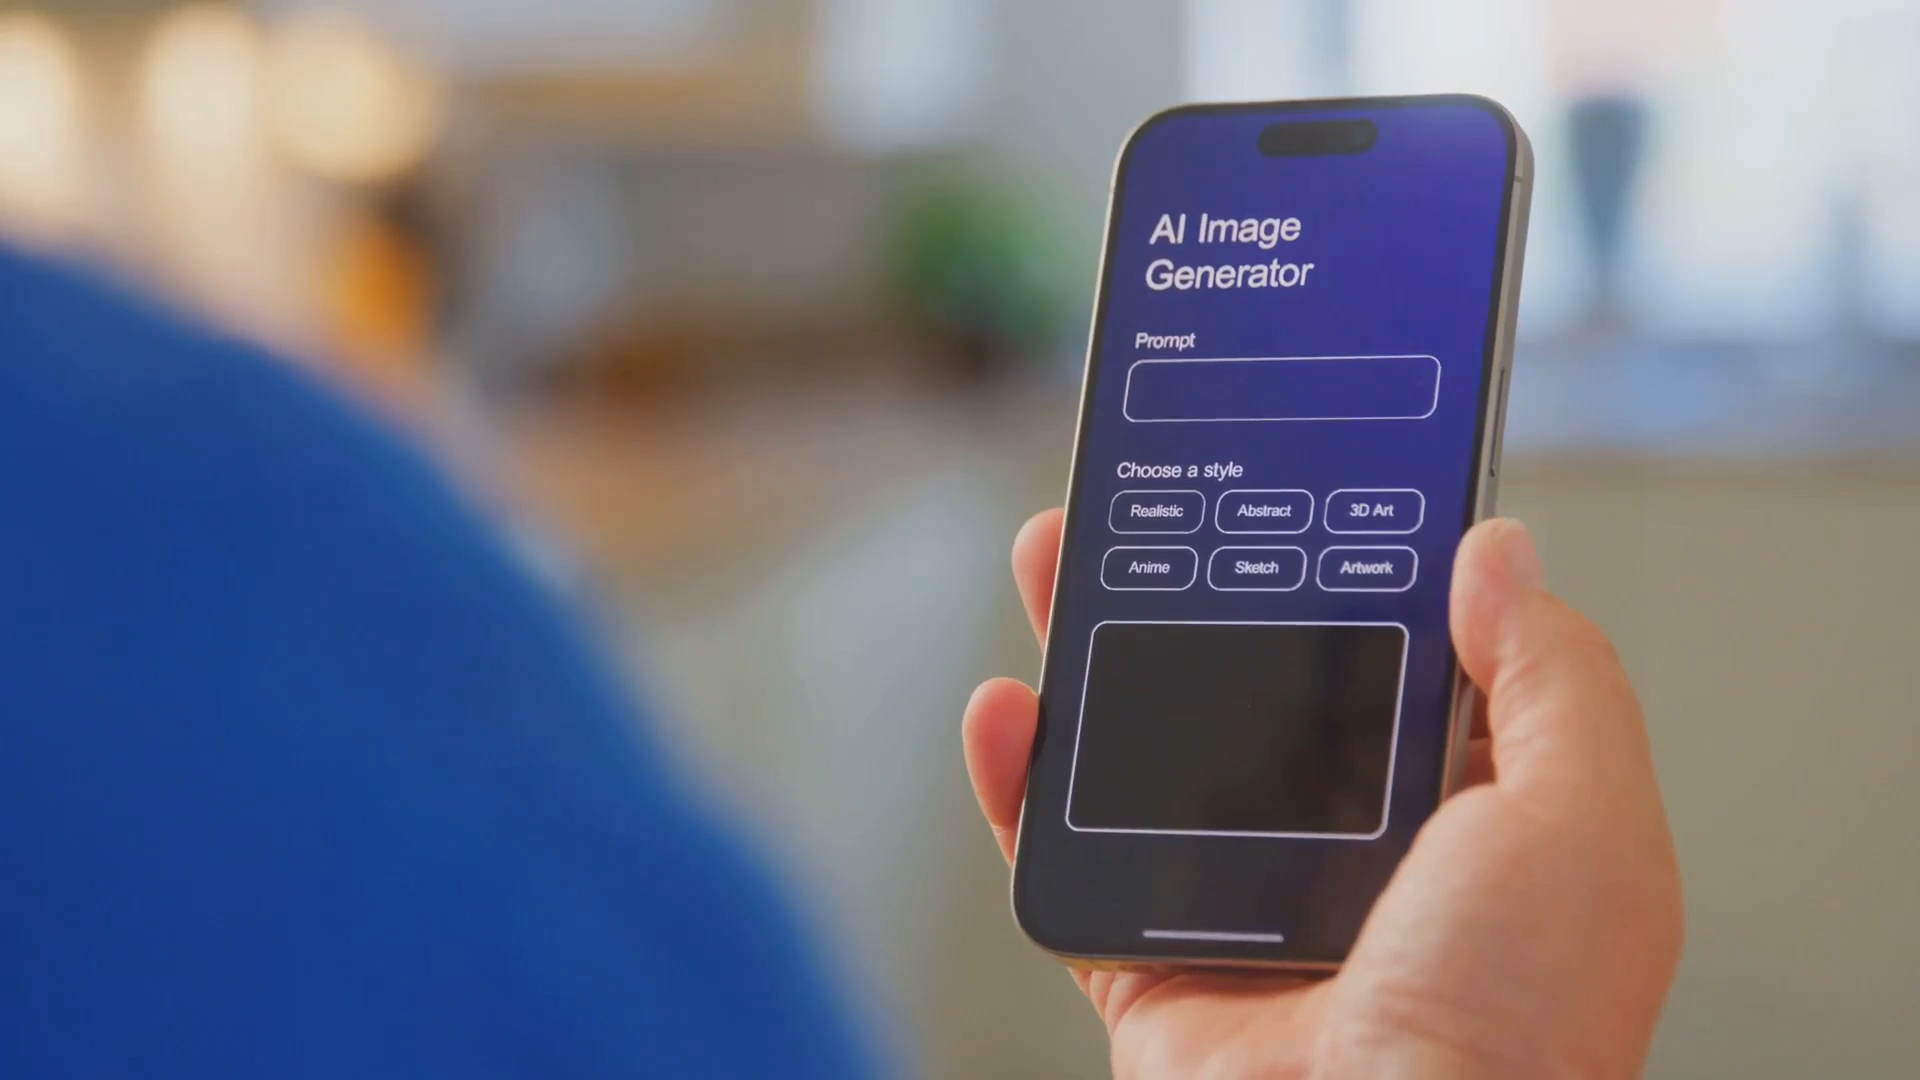 AI Image
Generator
Prompt
Choose a style
Realistic Abstract 3D Art
Anime Sketch Artwork